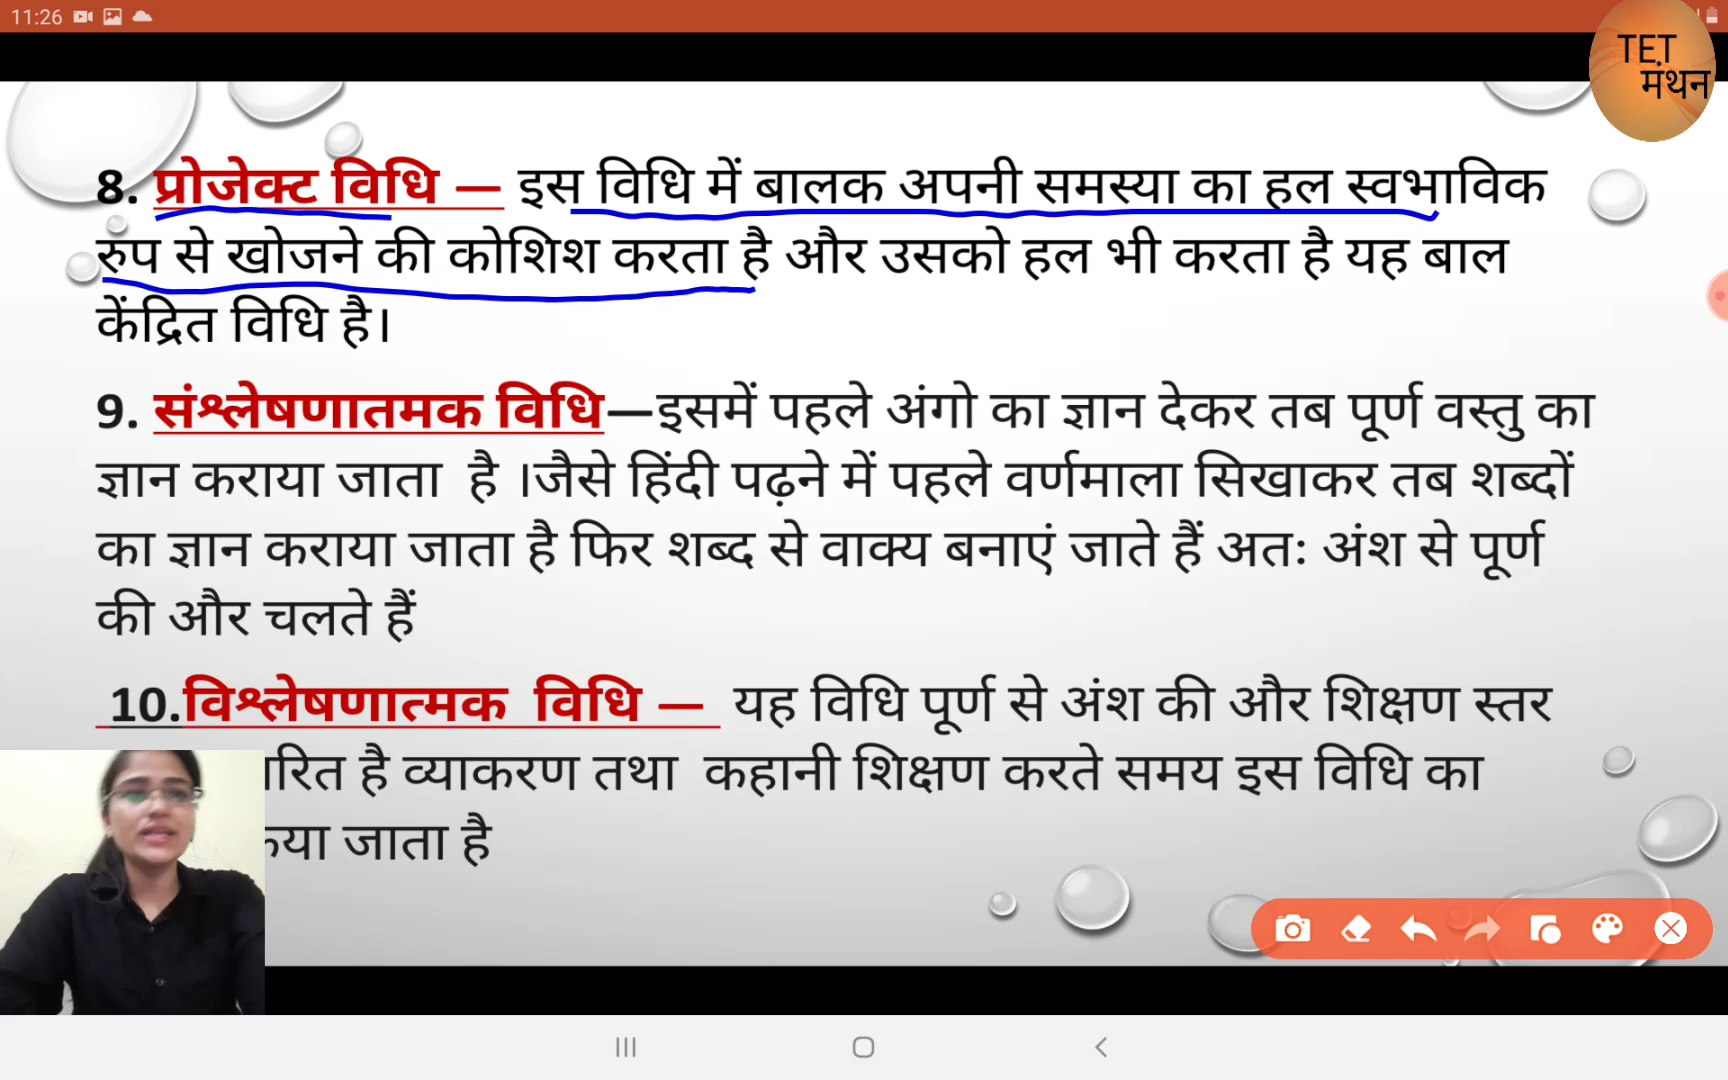 11:26
TET
मंथन
8. प्रोजेक्ट विधि — इस विधि में बालक अपनी समस्या का हल स्वभाविक
रुप से खोजने की कोशिश करता है और उसको हल भी करता है यह बाल
केंद्रित विधि है।
9. संश्लेषणातमक विधि—इसमें पहले अंगो का ज्ञान देकर तब पूर्ण वस्तु का
ज्ञान कराया जाता है ।जैसे हिंदी पढ़ने में पहले वर्णमाला सिखाकर तब शब्दों
का ज्ञान कराया जाता है फिर शब्द से वाक्य बनाएं जाते हैं अतः अंश से पूर्ण
की और चलते हैं
10.विश्लेषणात्मक विधि — यह विधि पूर्ण से अंश की और शिक्षण स्तर
है व्याकरण तथा कहानी शिक्षण करते समय इस विधि का
जाता है